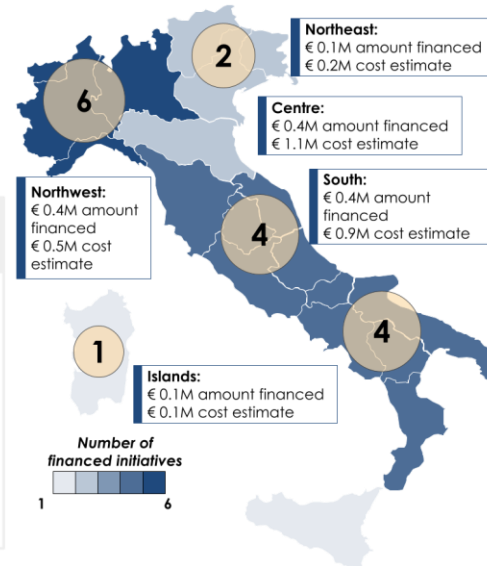 Northeast:
€ 0.1M amount financed
€ 0.2M cost estimate
2
6
Centre:
€ 0.4M amount financed
€ 1.1M cost estimate
Northwest:
€ 0.4M amount
financed
€ 0.5M cost
estimate
South:
€ 0.4M amount
financed
€ 0.9M cost estimate
4
4
1
Islands:
€ 0.1M amount financed
€ 0.1M cost estimate
Number of
financed initiatives
1
6